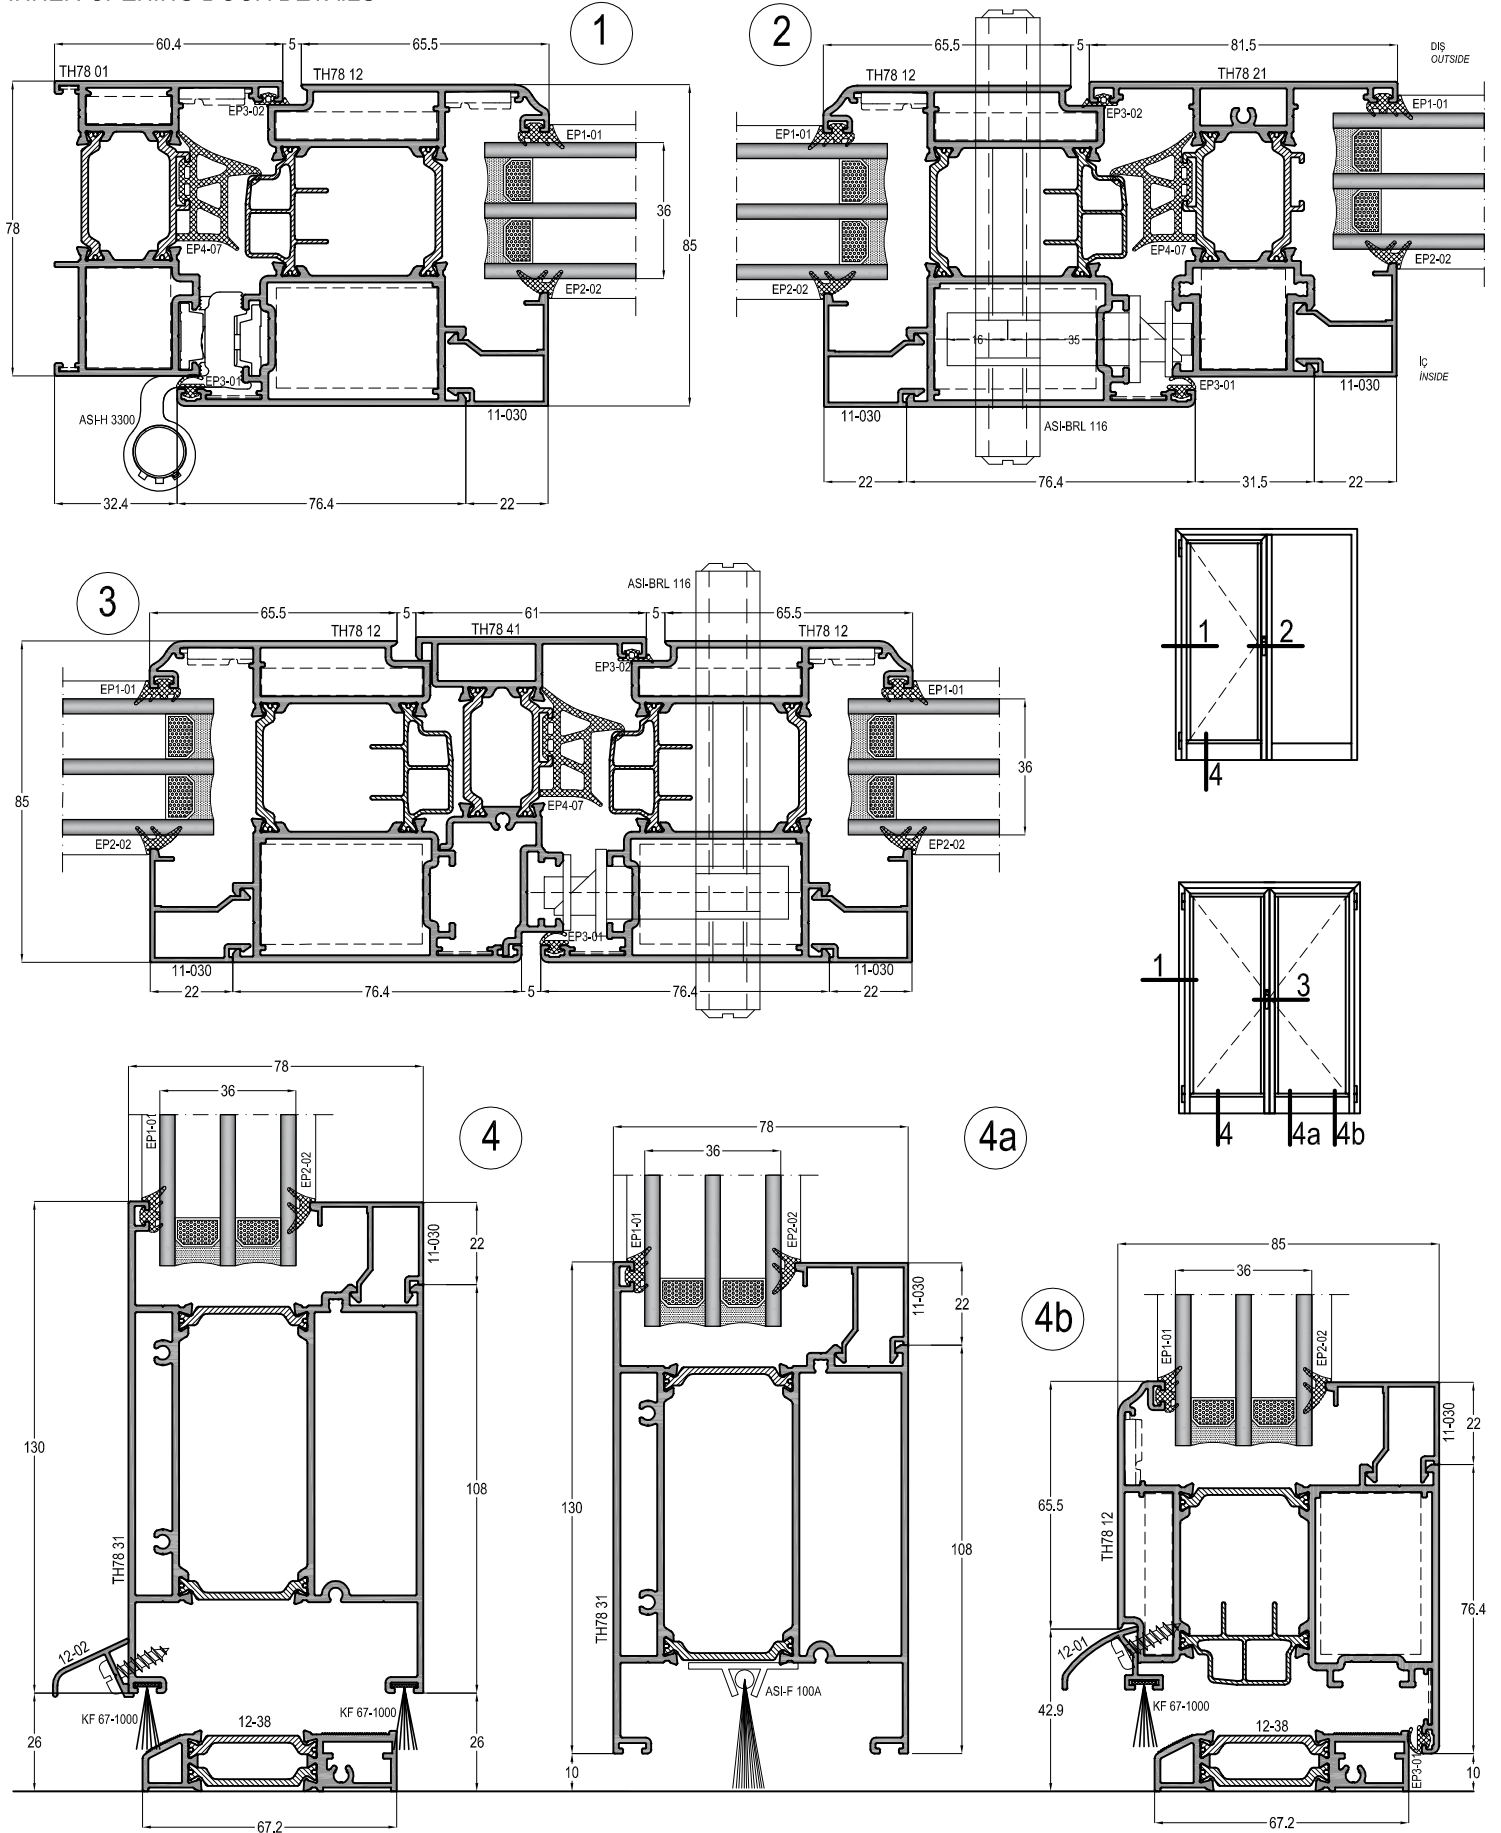 1
60.4
5
65.5
TH78 01
TH78 12
EP3-02
EP1-01
78
36
85
EP4-07
EP2-02
EP3-01
ASI-H 3300
11-030
32.4
76.4
22
2
65.5
5
81.5
DIŞ
OUTSIDE
TH78 12
TH78 21
EP3-02
EP1-01
EP1-01
EP4-07
EP2-02
EP2-02
16
35
İÇ
İNSIDE
EP3-01
11-030
11-030
ASI-BRL 116
22
76.4
31.5
22
3
ASI-BRL 116
65.5
5
61
5
65.5
TH78 12
TH78 41
TH78 12
EP3-02
EP1-01
EP1-01
85
36
EP4-07
EP2-02
EP2-02
EP3-01
11-030
11-030
22
76.4
5
76.4
22
1
2
4
1
3
4
4a
4b
4
78
36
EP1-01
EP2-02
22
11-030
130
108
TH78 31
12-02
KF 67-1000
KF 67-1000
12-38
26
26
67.2
4a
78
36
EP1-01
EP2-02
11-030
22
130
108
TH78 31
ASI-F 100A
10
4b
85
36
EP1-01
EP2-02
11-030
22
65.5
TH78 12
76.4
12-01
KF 67-1000
42.9
12-38
EP3-01
10
67.2